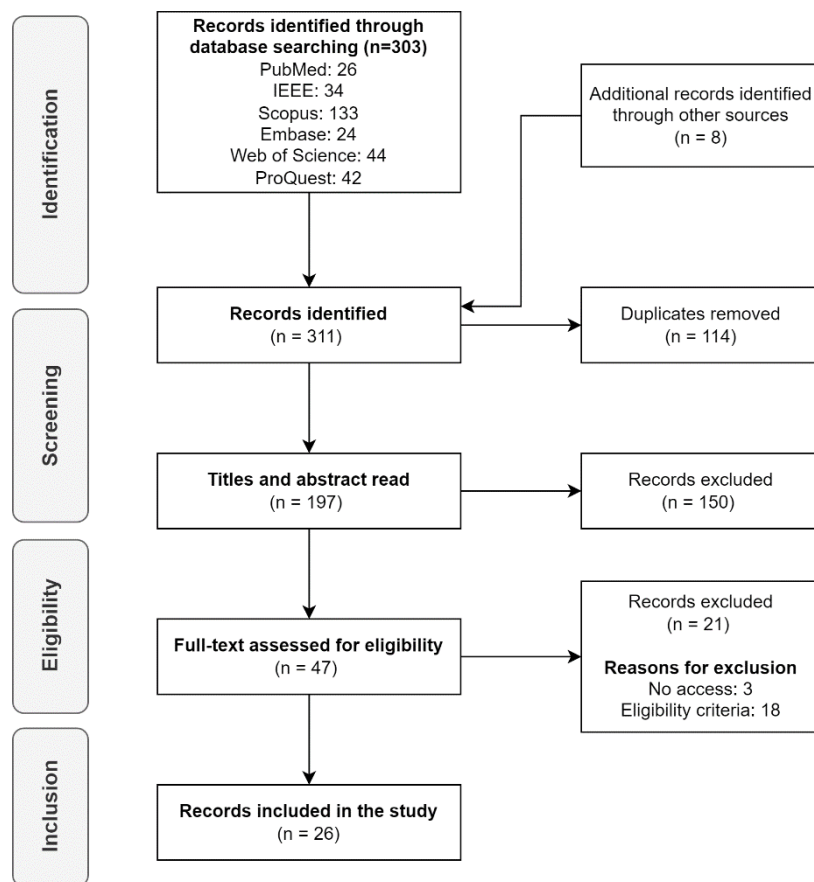 Identification
Records identified through
database searching (n=303)
PubMed: 26
IEEE: 34
Scopus: 133
Embase: 24
Web of Science: 44
ProQuest: 42
Additional records identified
through other sources
(n = 8)
Records identified
(n = 311)
Duplicates removed
(n = 114)
Screening
Titles and abstract read
(n = 197)
Records excluded
(n = 150)
Eligibility
Full-text assessed for eligibility
(n = 47)
Records excluded
(n = 21)
Reasons for exclusion
No access: 3
Eligibility criteria: 18
Inclusion
Records included in the study
(n = 26)